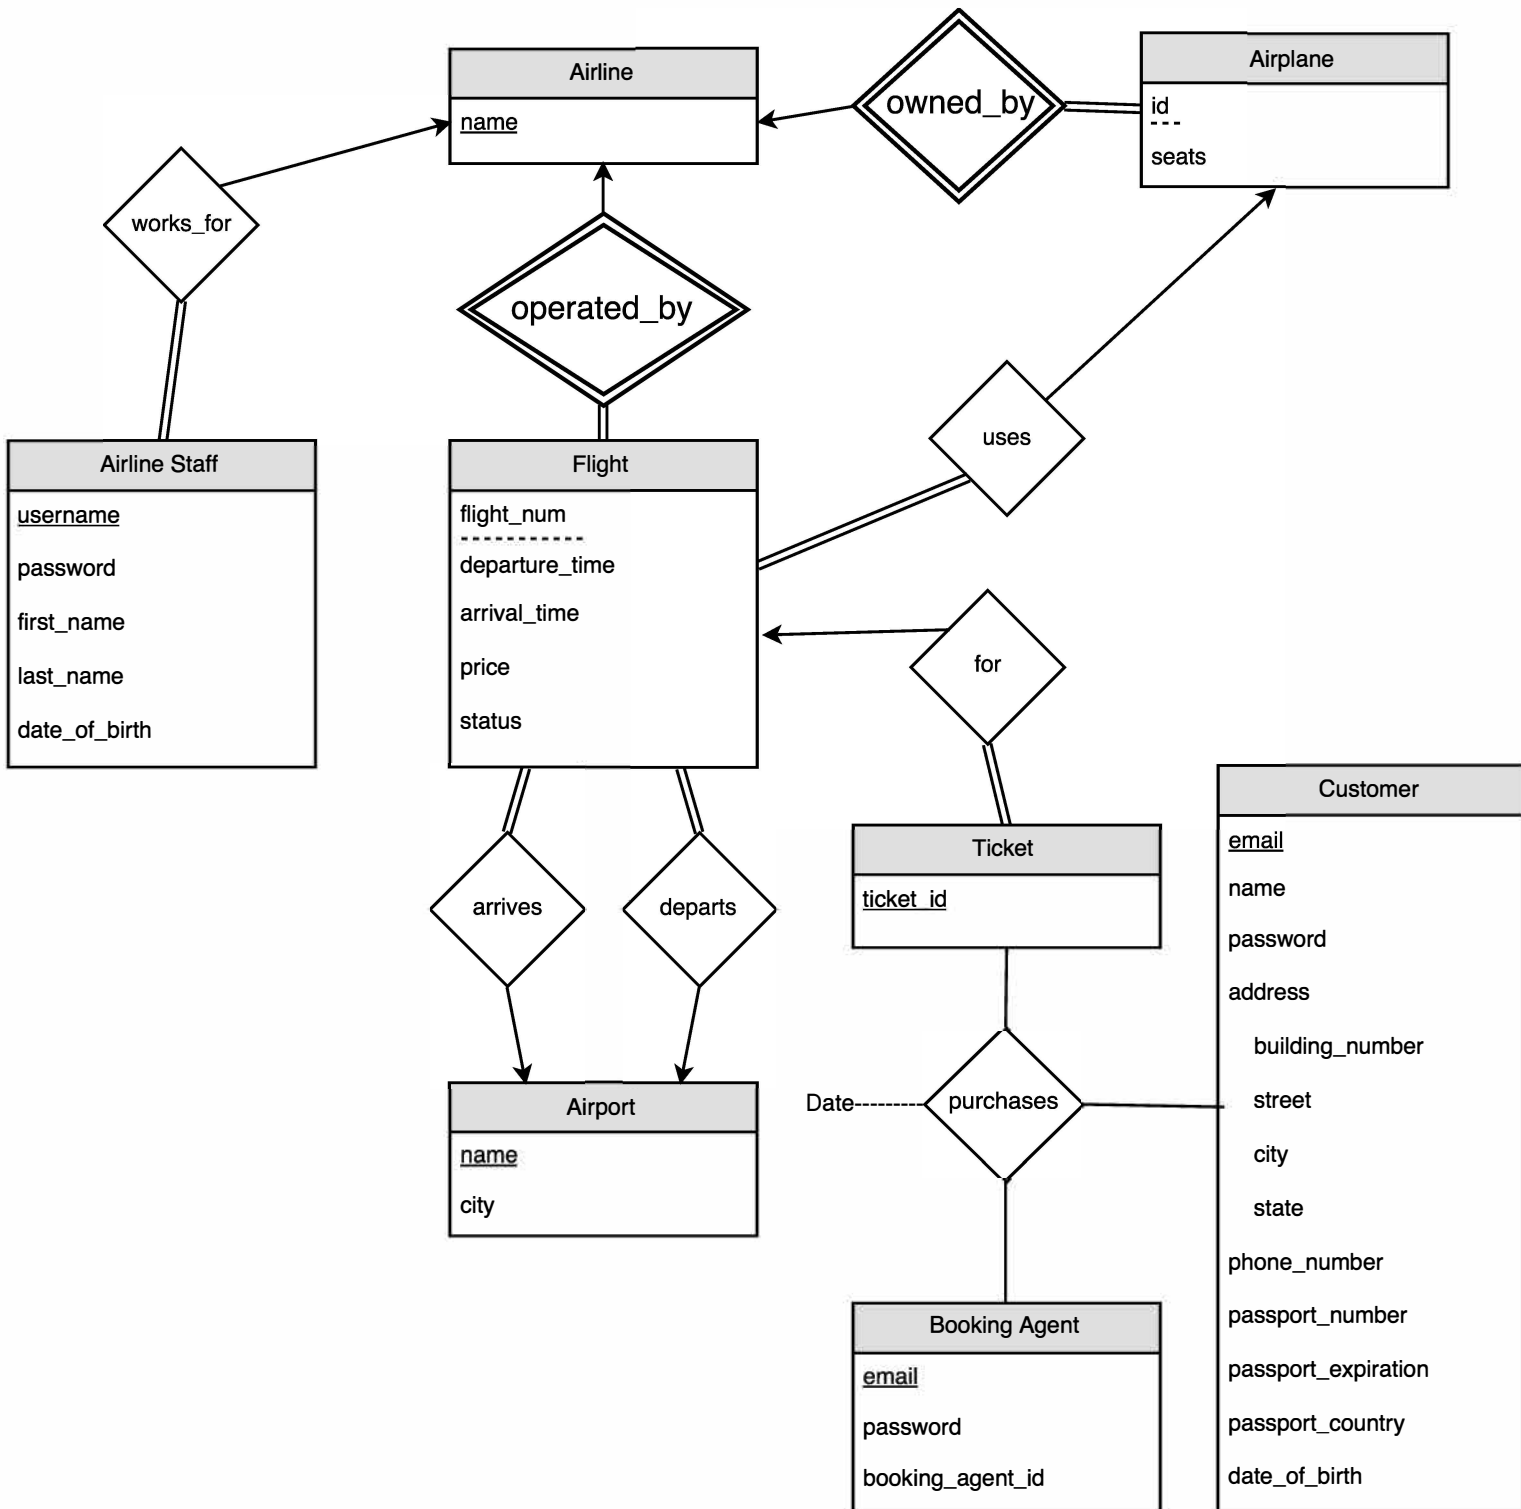 Airline
name
owned_by
Airplane
id
seats
works_for
operated_by
uses
Airline Staff
username
password
first_name
last_name
date_of_birth
Flight
flight_num
departure_time
arrival_time
price
status
for
arrives
departs
Ticket
ticket_id
Customer
email
name
password
address
building_number
street
city
state
phone_number
passport_number
passport_expiration
passport_country
date_of_birth
Date
purchases
Airport
name
city
Booking Agent
email
password
booking_agent_id